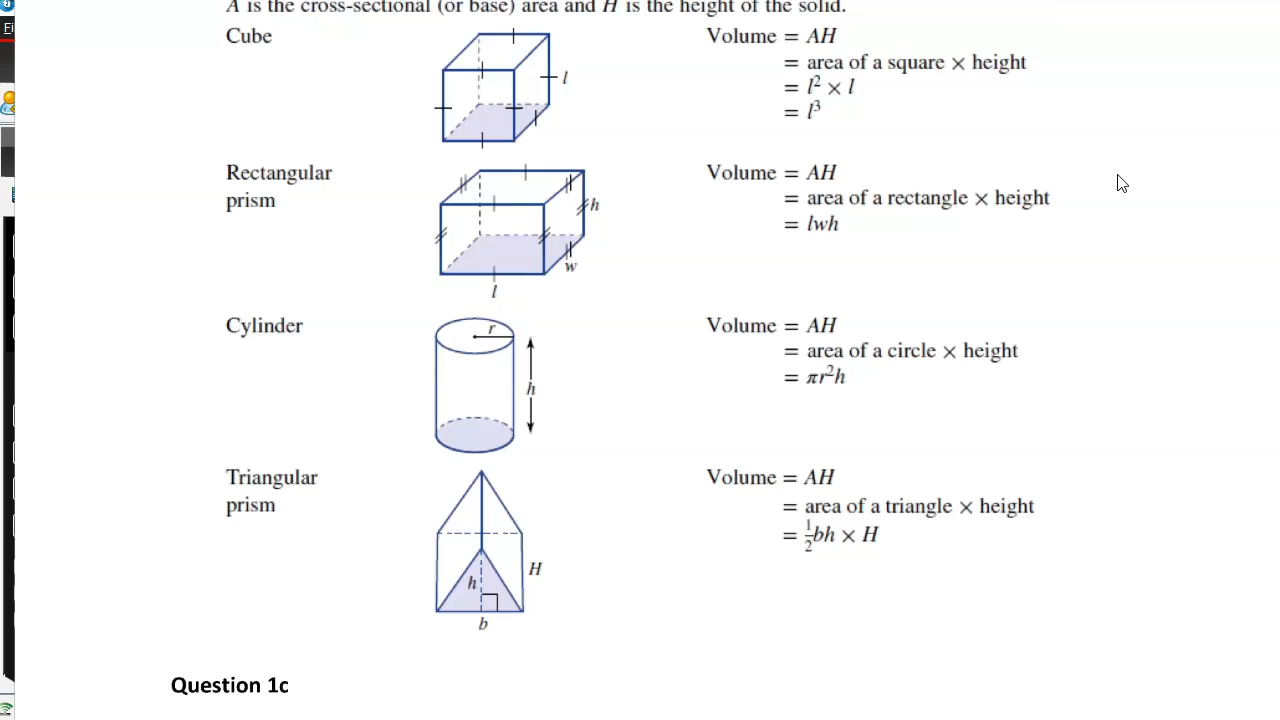 A is the cross-sectional (or base) area and H is the height of the solid.
Cube
l
Volume = AH
= area of a square × height
= l² × l
= l³
Rectangular
prism
h
w
l
Volume = AH
= area of a rectangle × height
= lwh
Cylinder
r
h
Volume = AH
= area of a circle × height
= πr²h
Triangular
prism
H
h
b
Volume = AH
= area of a triangle × height
= ½bh × H
Question 1c
Fi